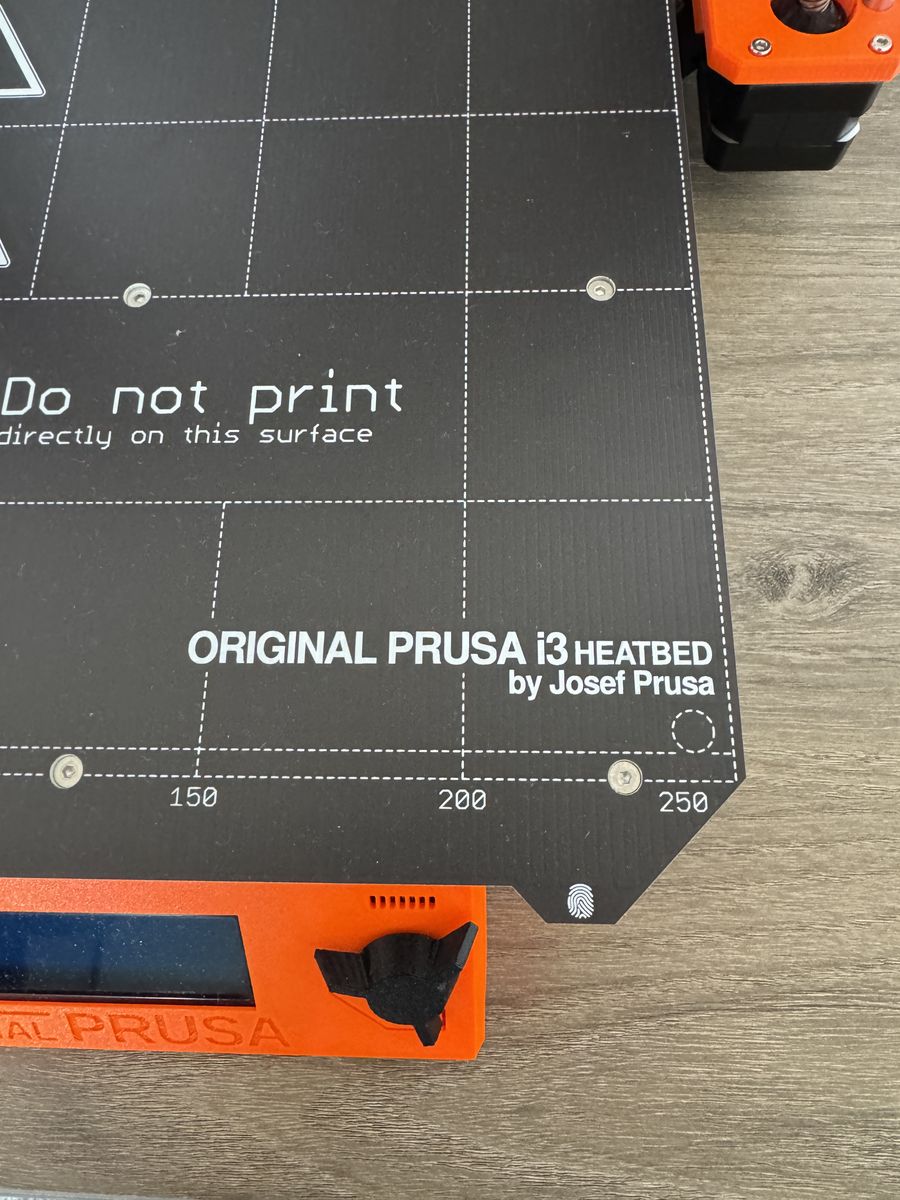 Do not print
directly on this surface
ORIGINAL PRUSA i3 HEATBED
by Josef Prusa
150
200
250
PRUSA